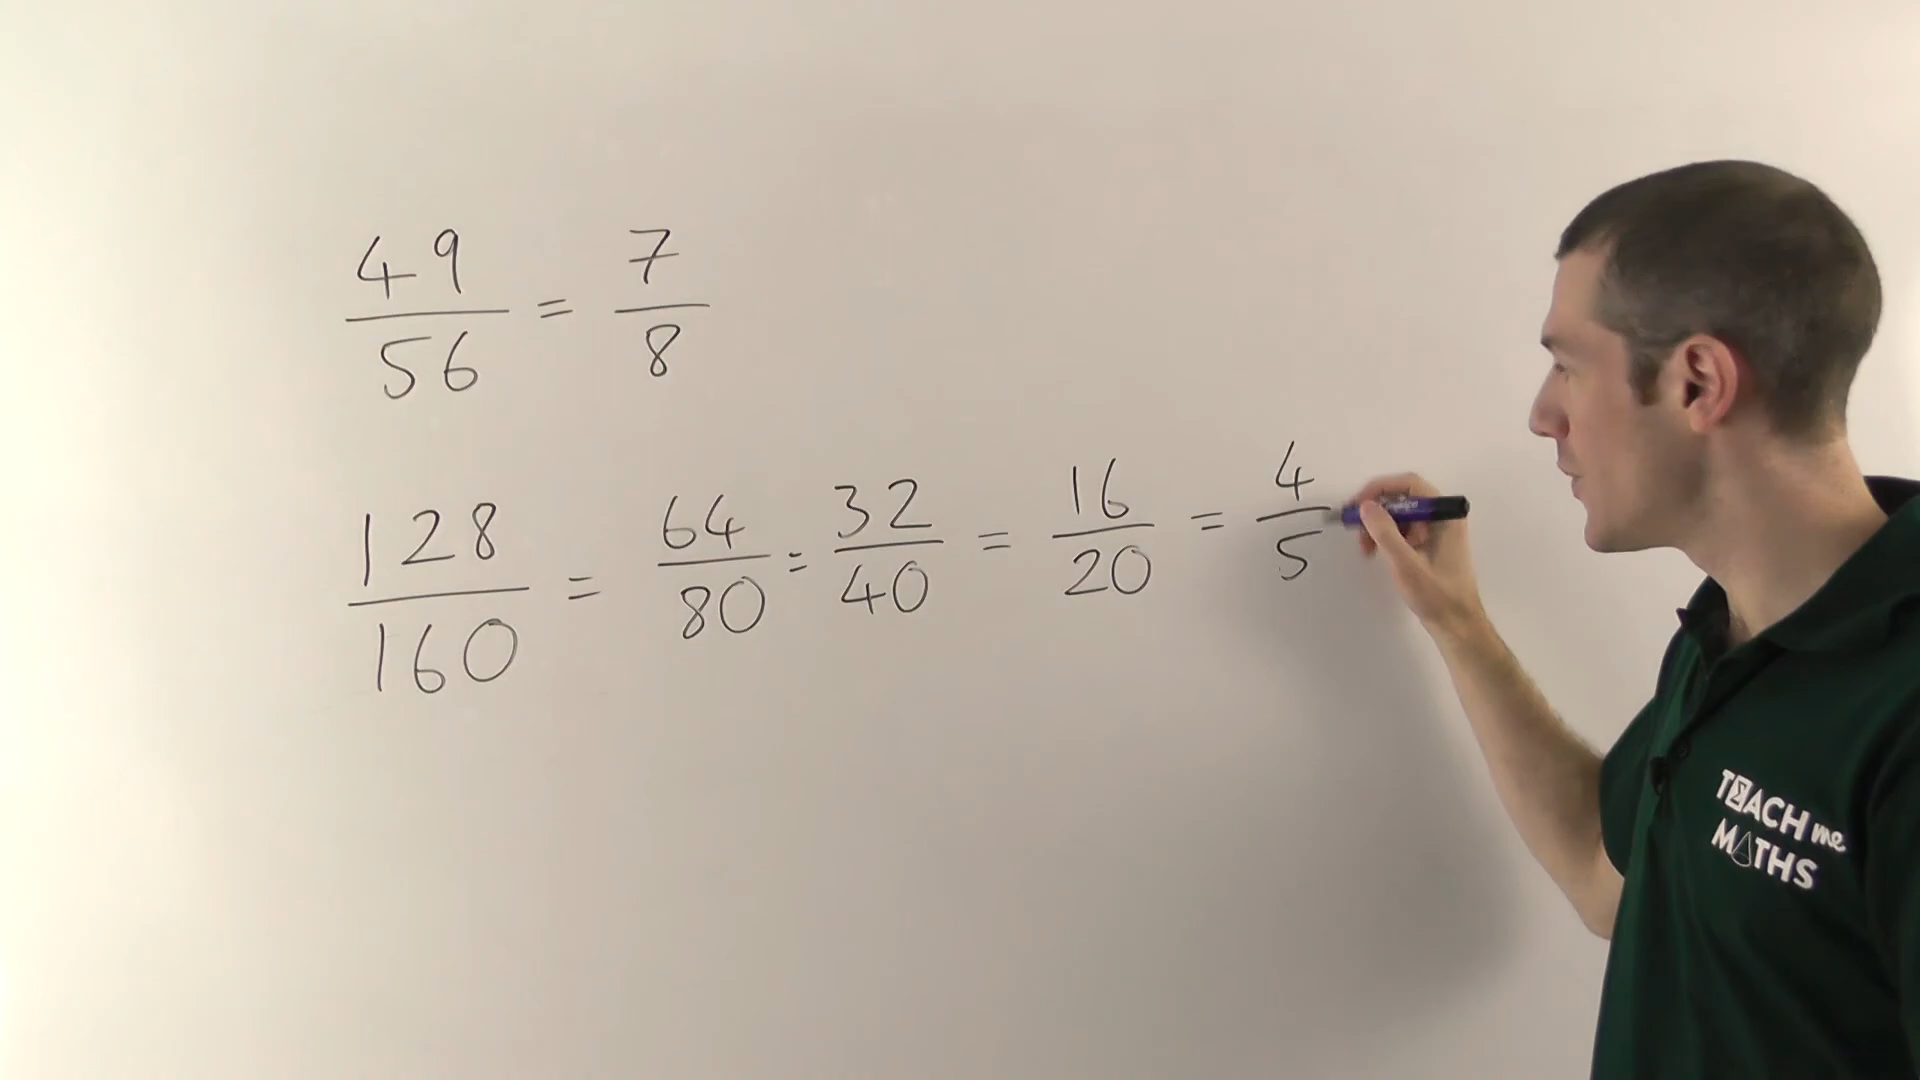 49/56 = 7/8
128/160 = 64/80 = 32/40 = 16/20 = 4/5
TEACH me
MATHS